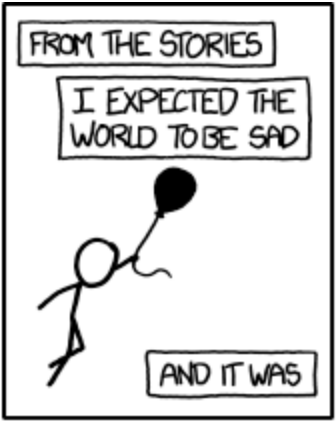 FROM THE STORIES
I EXPECTED THE
WORLD TO BE SAD
AND IT WAS